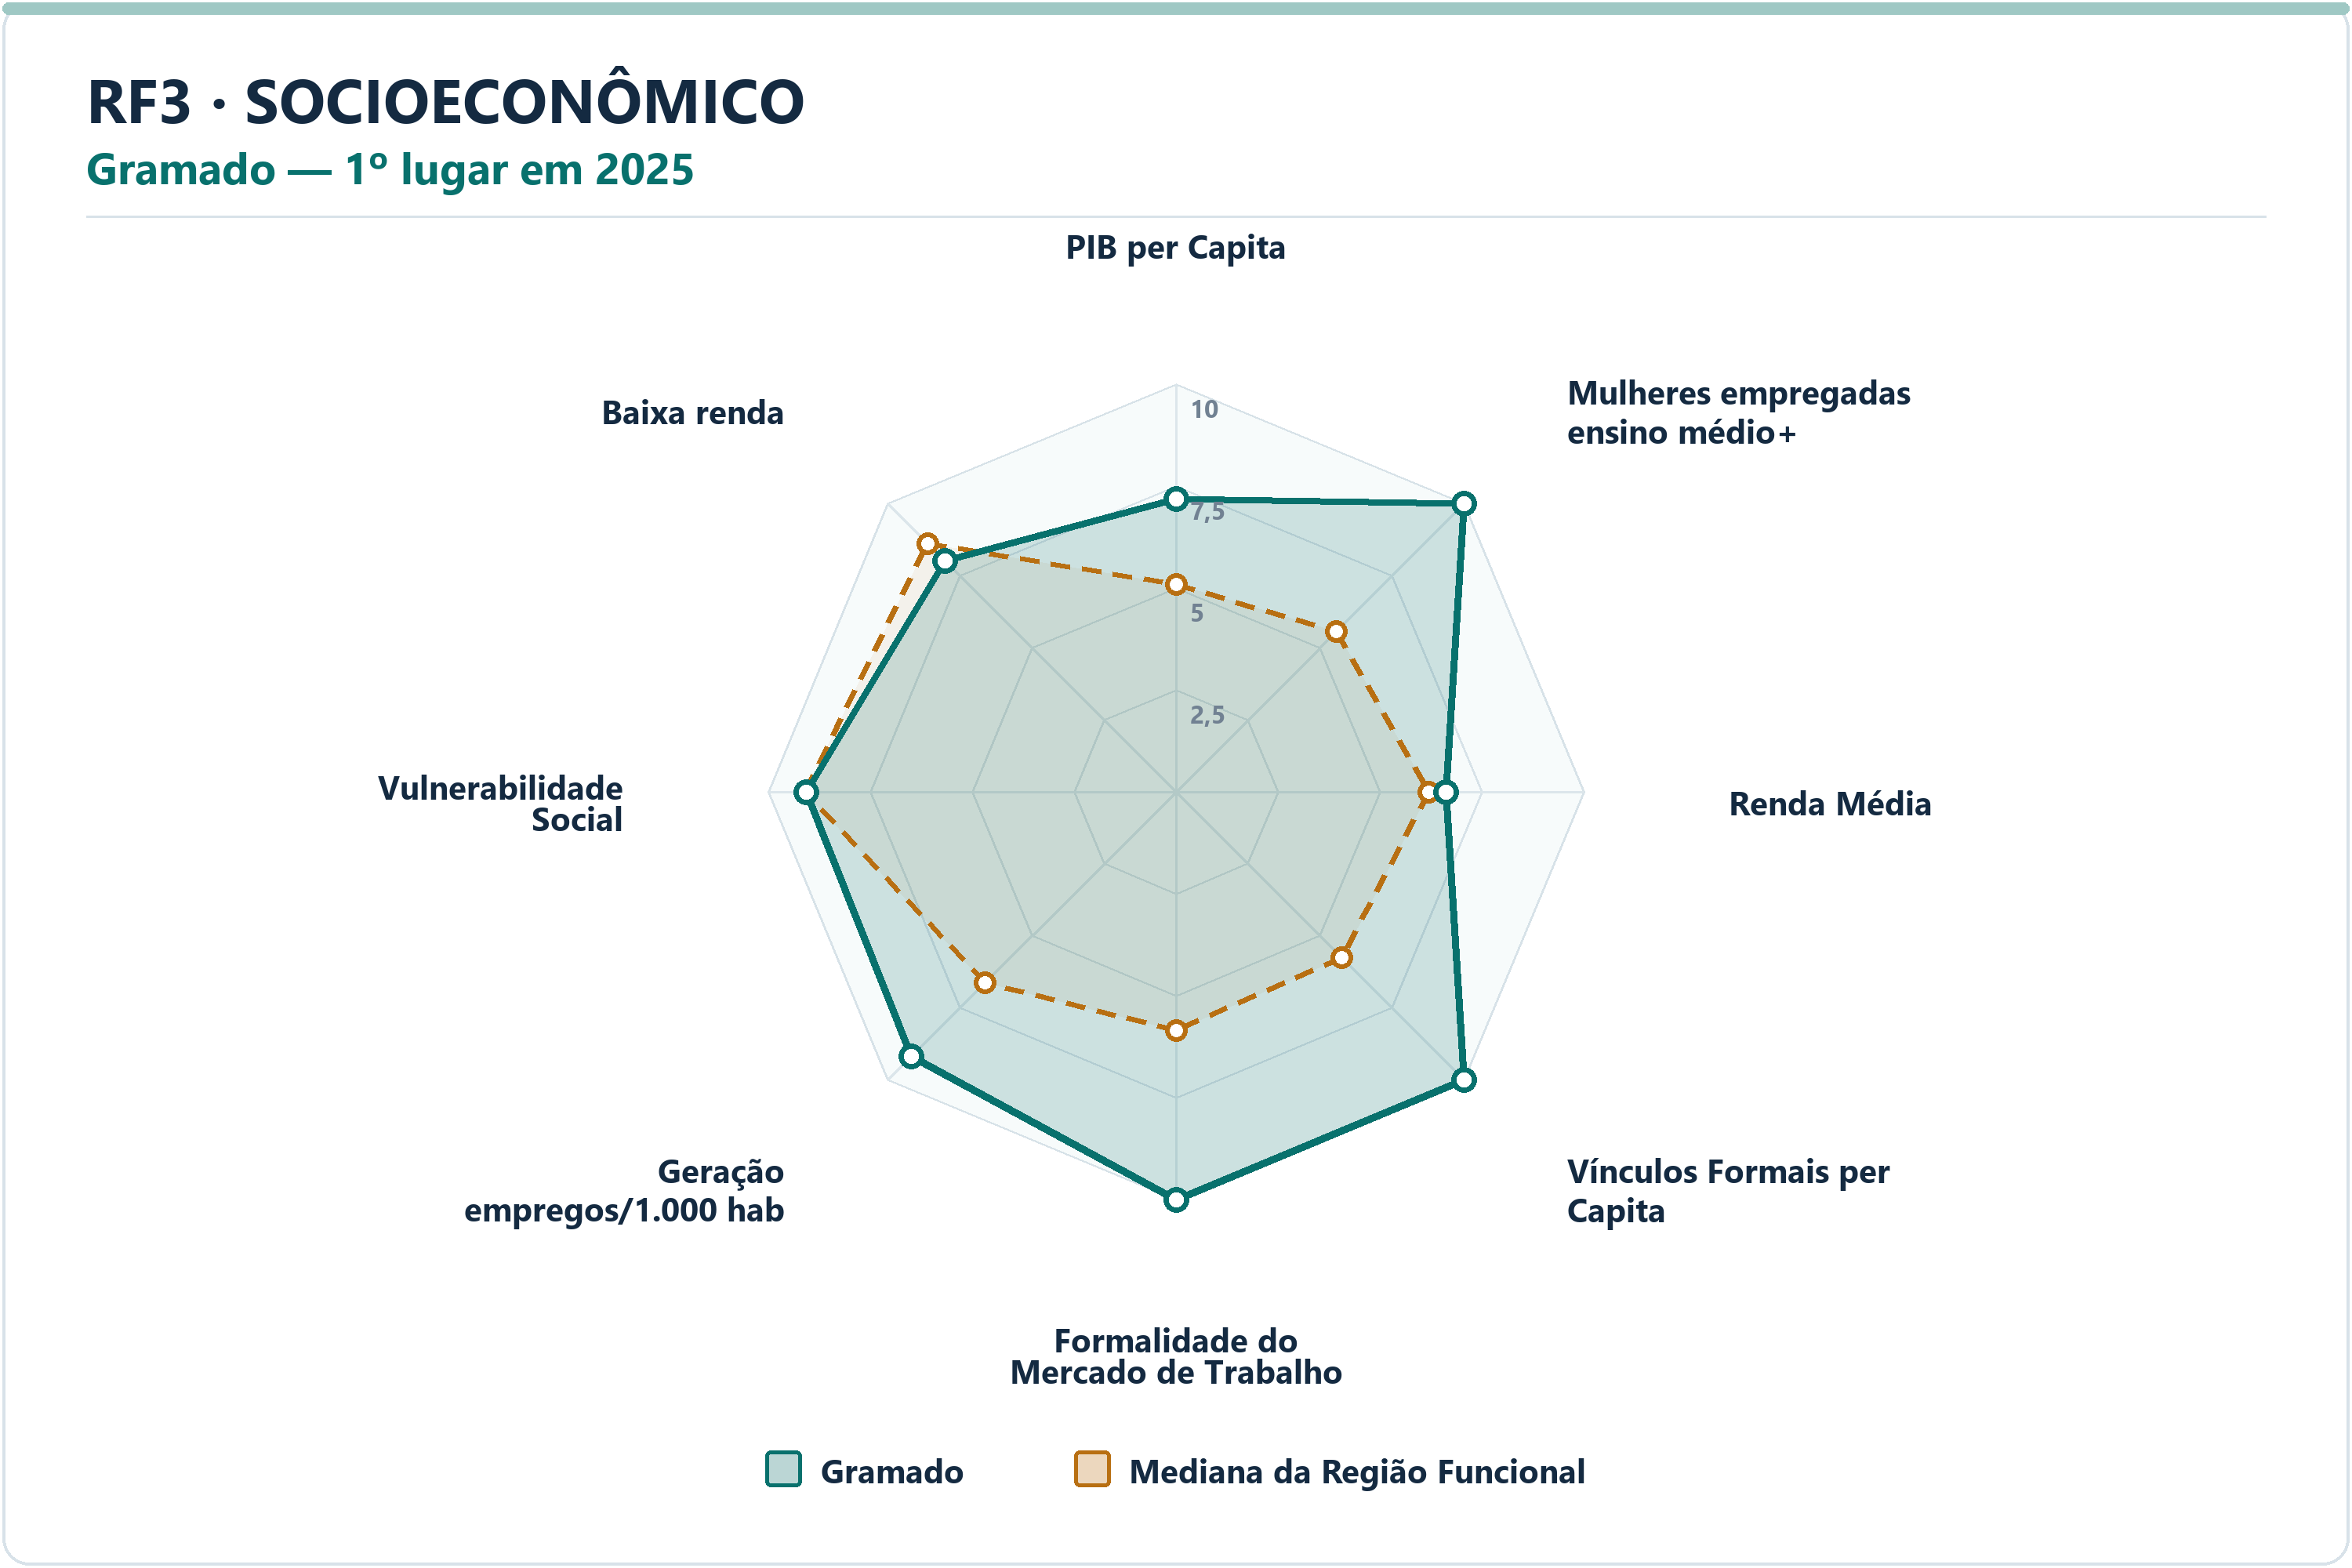 RF3 · SOCIOECONÔMICO
Gramado — 1º lugar em 2025
PIB per Capita
Mulheres empregadas
ensino médio+
Baixa renda
10
7,5
5
2,5
Vulnerabilidade
Social
Renda Média
Geração
empregos/1.000 hab
Vínculos Formais per
Capita
Formalidade do
Mercado de Trabalho
Gramado
Mediana da Região Funcional